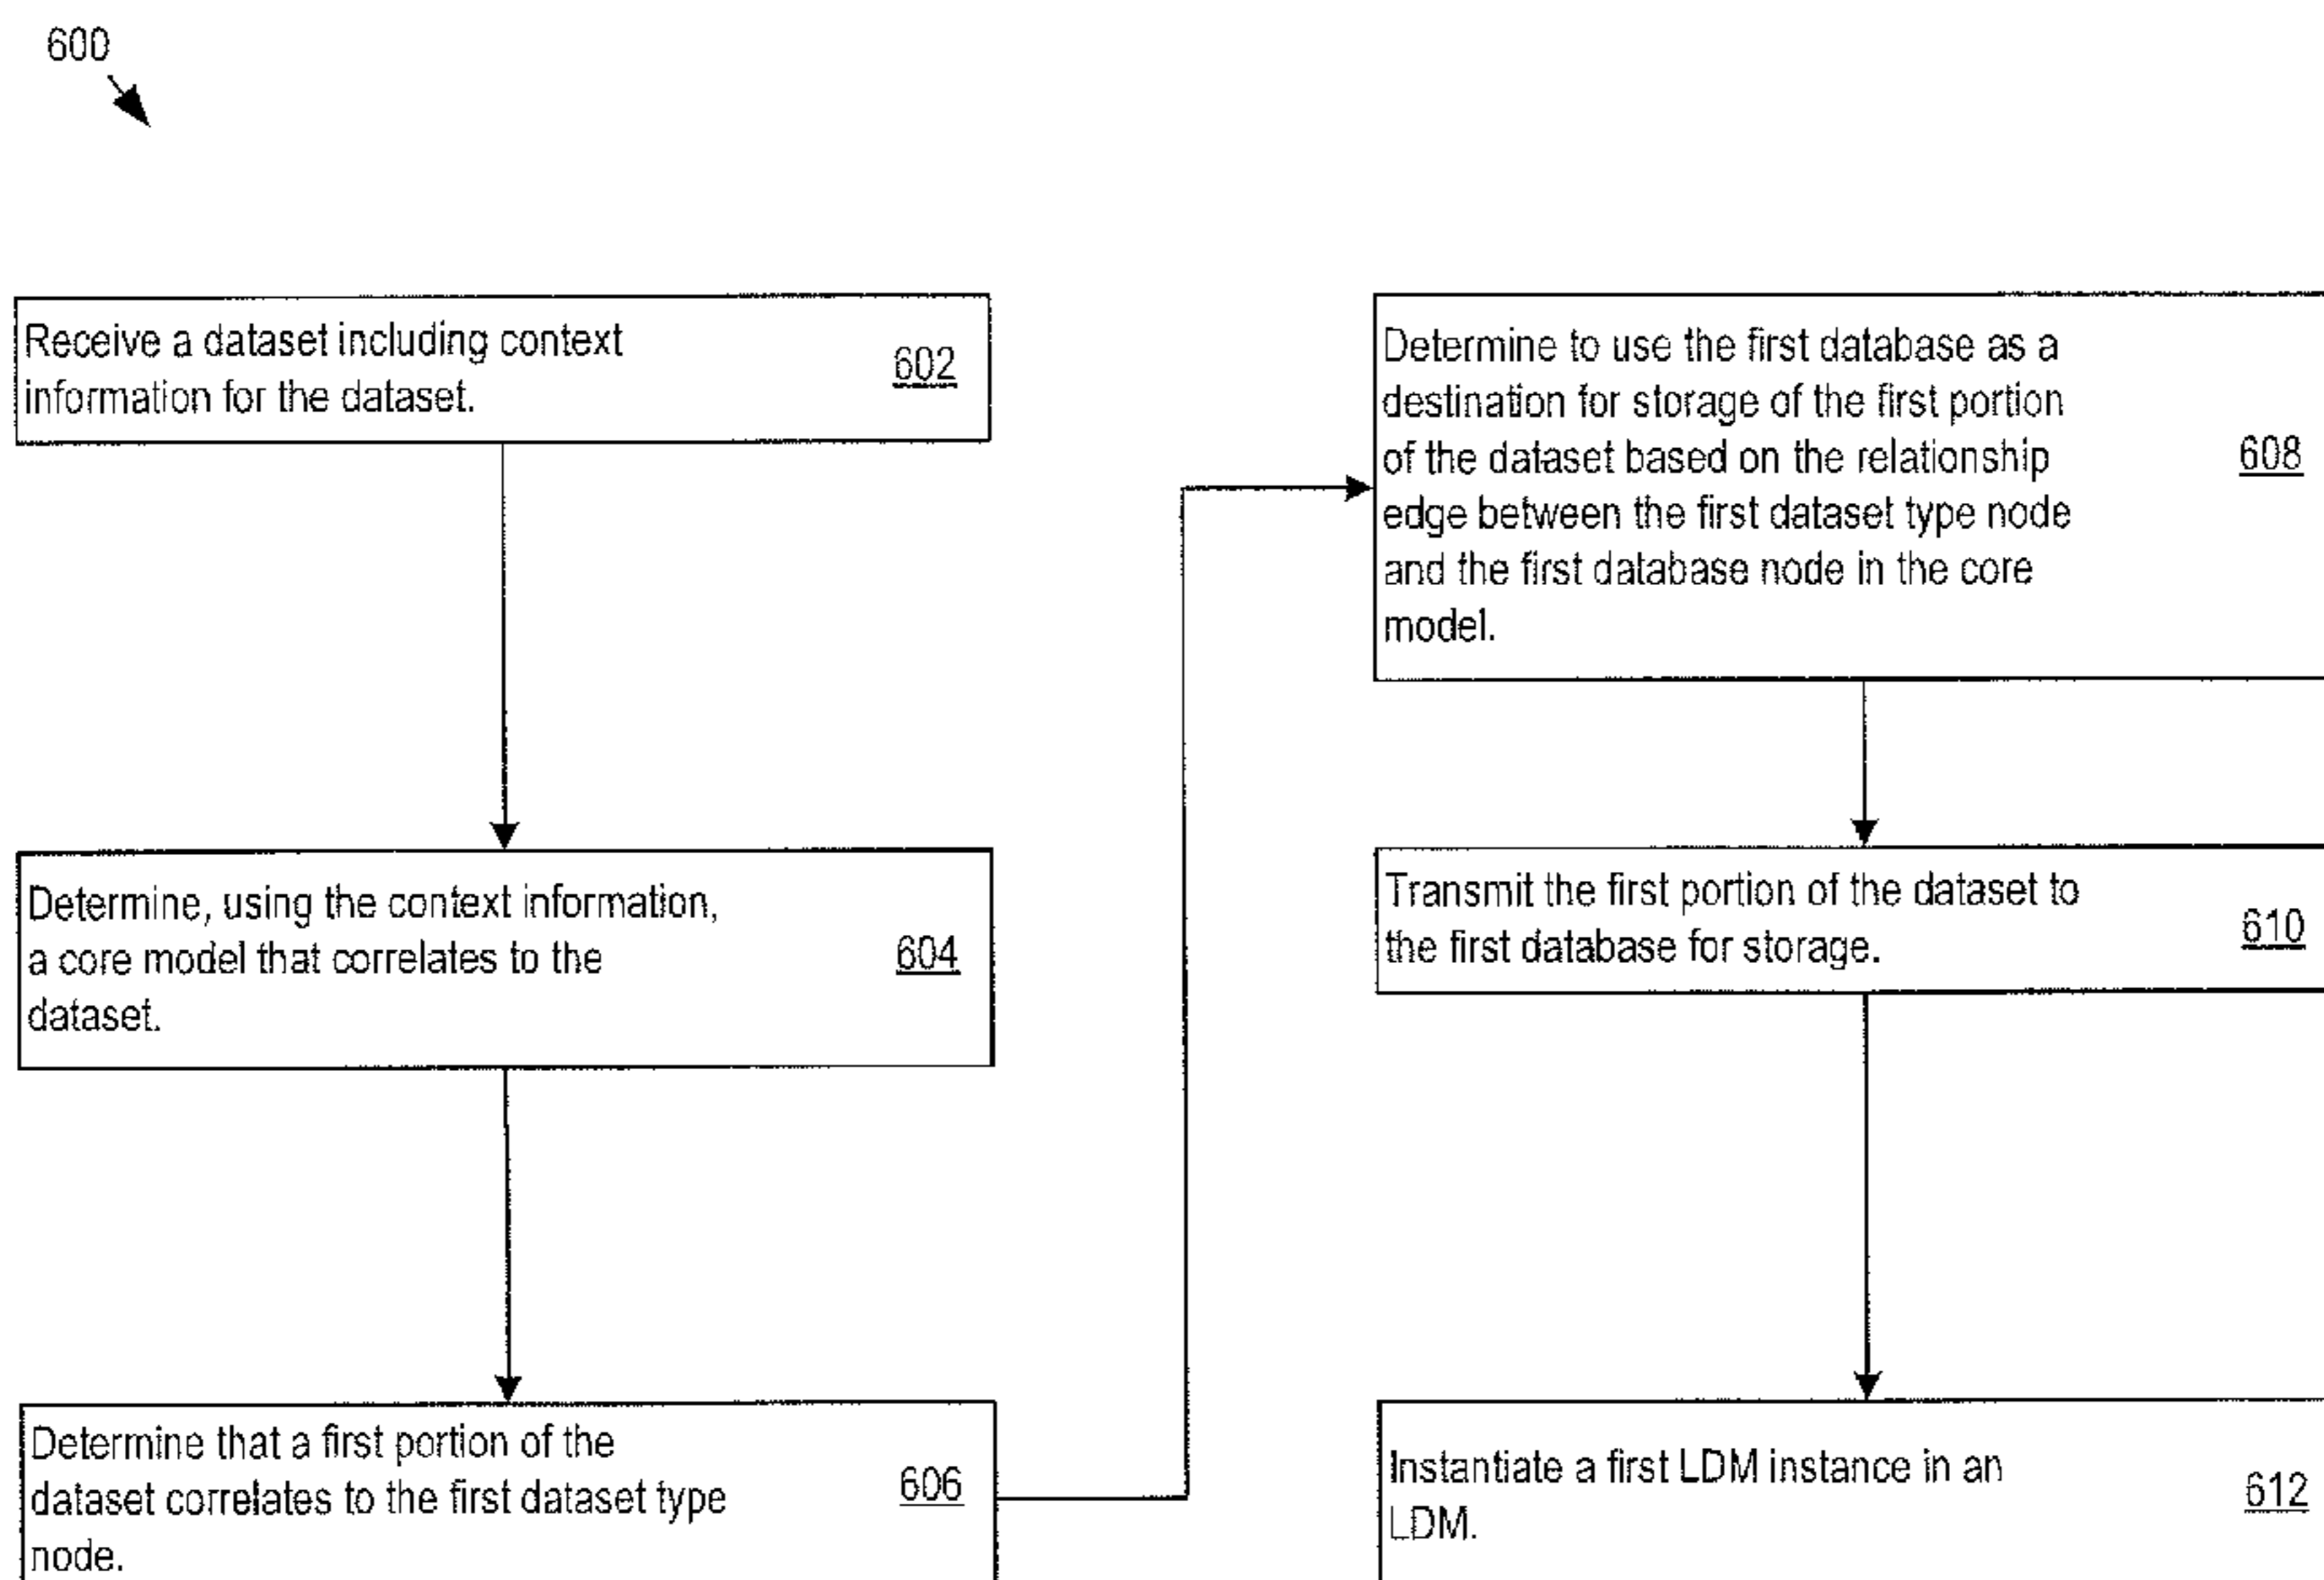 600
Receive a dataset including context
information for the dataset.
602
Determine, using the context information,
a core model that correlates to the
dataset.
604
Determine that a first portion of the
dataset correlates to the first dataset type
node.
606
Determine to use the first database as a
destination for storage of the first portion
of the dataset based on the relationship
edge between the first dataset type node
and the first database node in the core
model.
608
Transmit the first portion of the dataset to
the first database for storage.
610
Instantiate a first LDM instance in an
LDM.
612